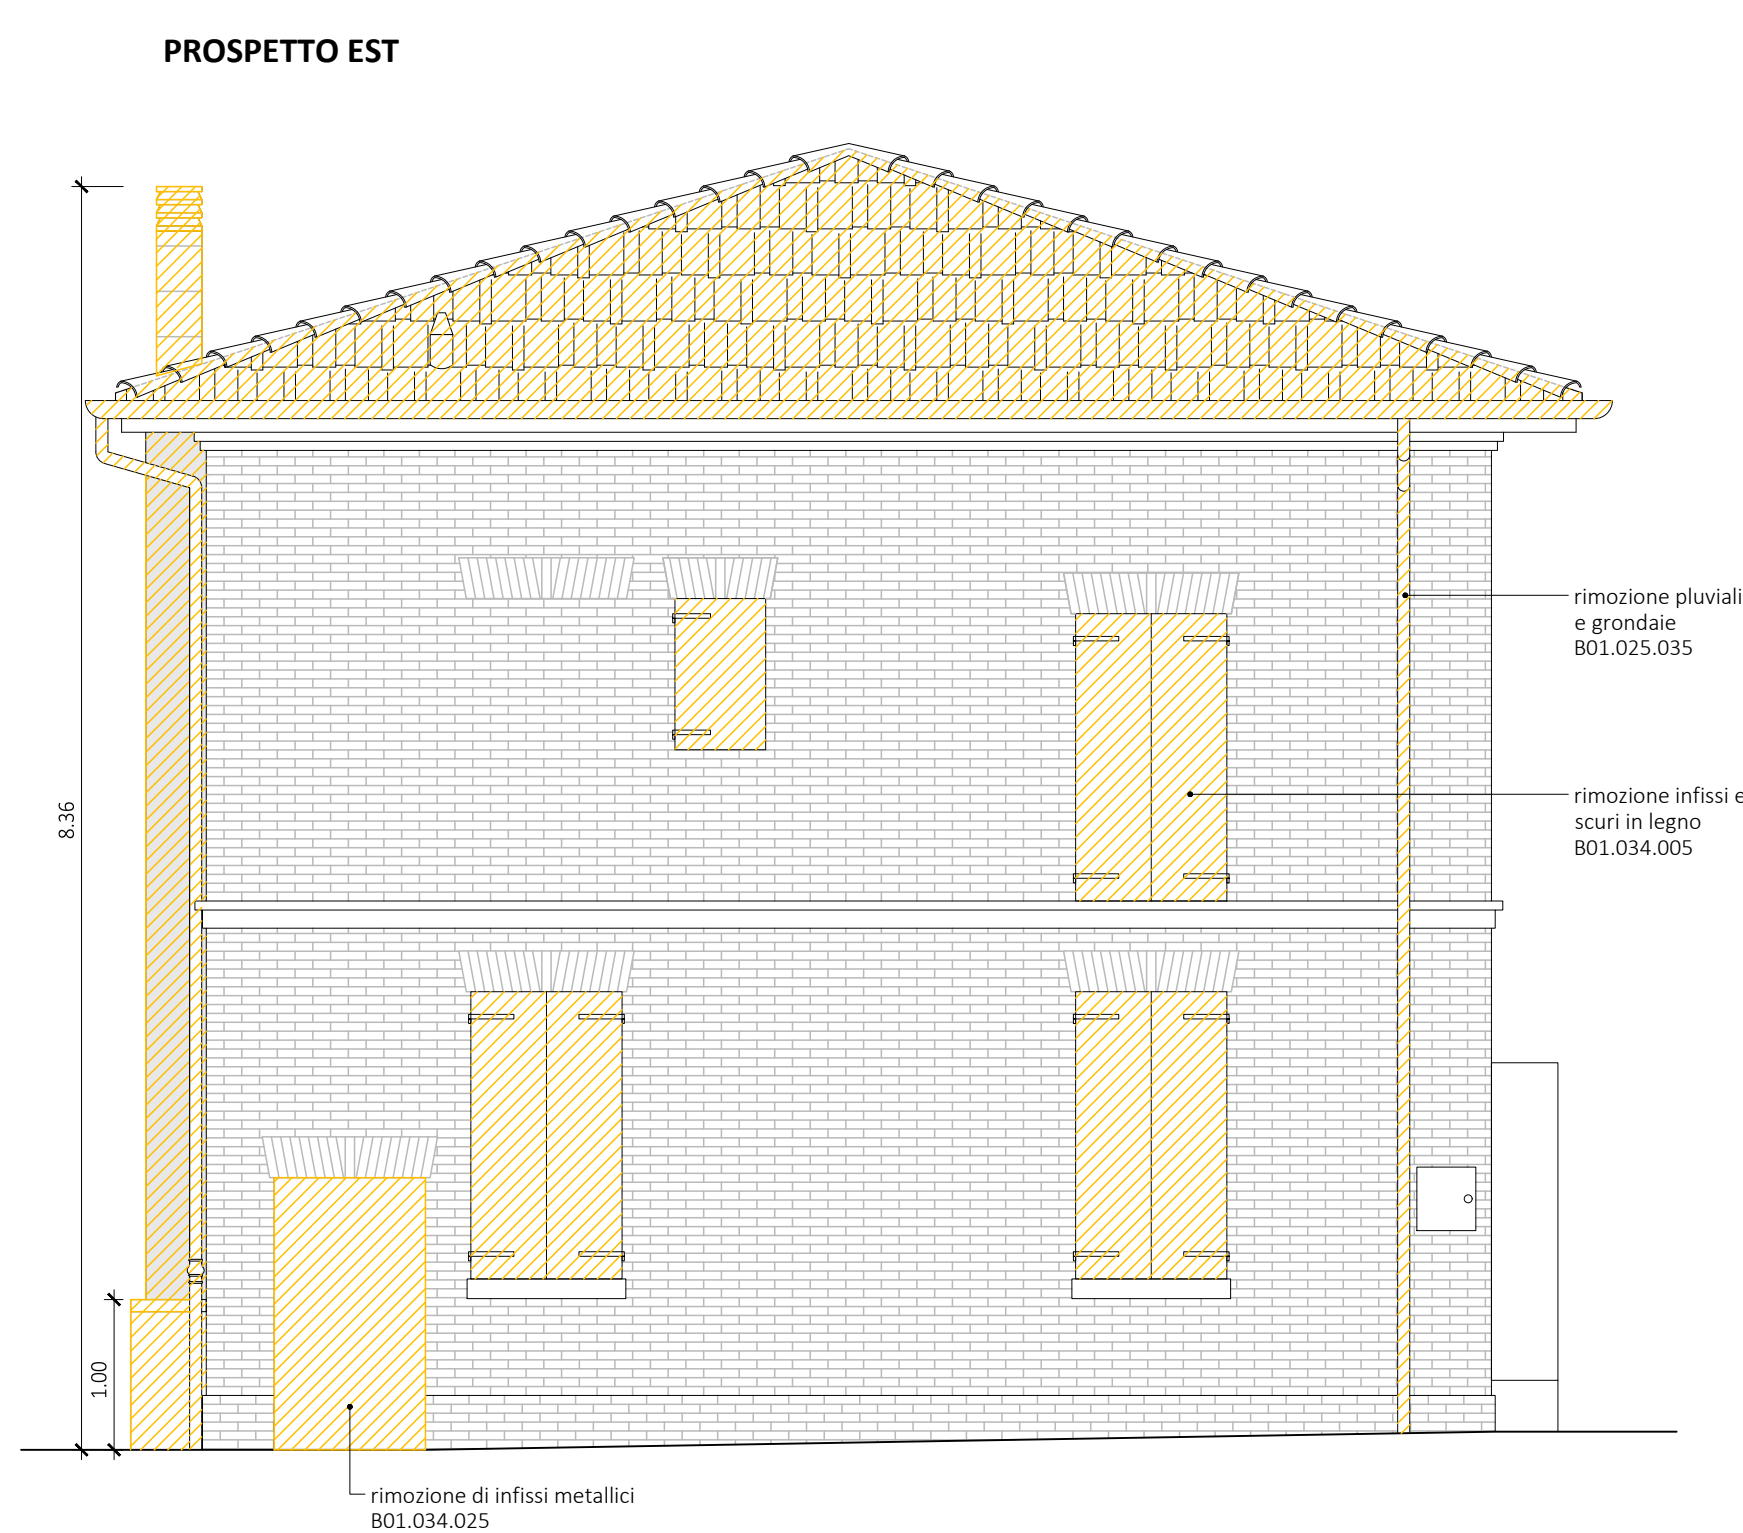 PROSPETTO EST
rimozione pluviali
e grondaie
B01.025.035
8.36
rimozione infissi e
scuri in legno
B01.034.005
1.00
rimozione di infissi metallici
B01.034.025